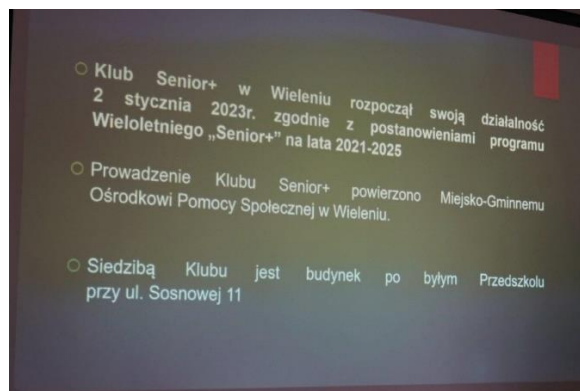 Klub Senior+ w Wieleniu rozpoczął swoją działalność
2 stycznia 2023r. zgodnie z postanowieniami programu
Wieloletniego „Senior+” na lata 2021-2025
Prowadzenie Klubu Senior+ powierzono Miejsko-Gminnemu
Ośrodkowi Pomocy Społecznej w Wieleniu.
Siedzibą Klubu jest budynek po byłym Przedszkolu
przy ul. Sosnowej 11